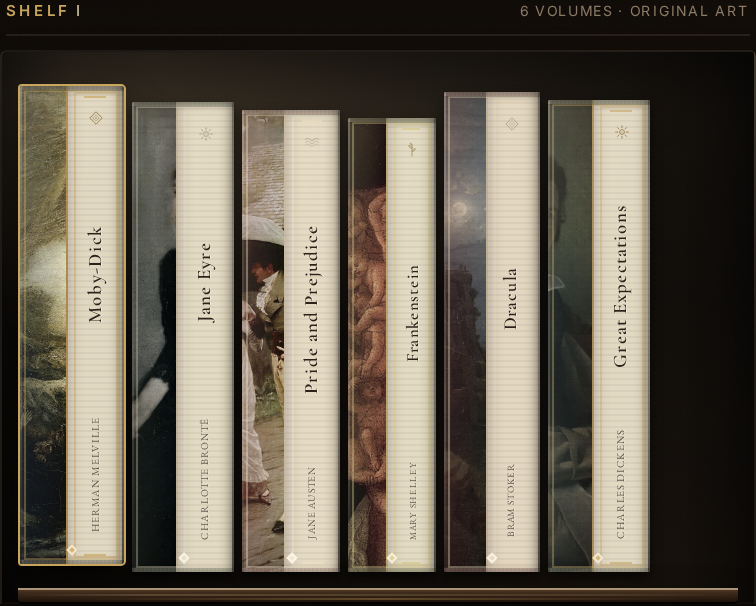 SHELF I
6 VOLUMES · ORIGINAL ART
Moby-Dick
HERMAN MELVILLE
Jane Eyre
CHARLOTTE BRONTË
Pride and Prejudice
JANE AUSTEN
Frankenstein
MARY SHELLEY
Dracula
BRAM STOKER
Great Expectations
CHARLES DICKENS